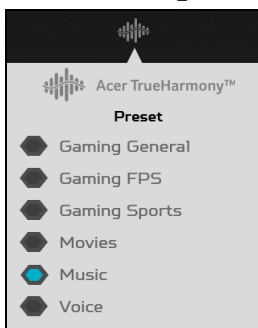 Acer TrueHarmony™
Preset
Gaming General
Gaming FPS
Gaming Sports
Movies
Music
Voice